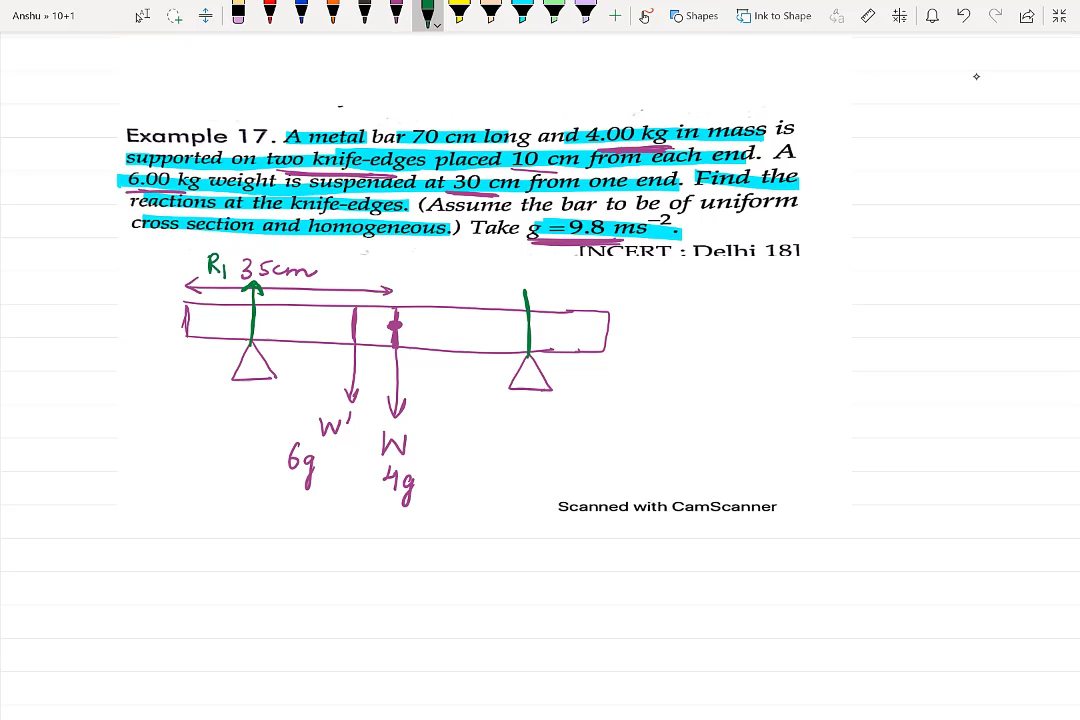 Anshu » 10+1
Shapes
Ink to Shape
Example 17. A metal bar 70 cm long and 4.00 kg in mass is
supported on two knife-edges placed 10 cm from each end. A
6.00 kg weight is suspended at 30 cm from one end. Find the
reactions at the knife-edges. (Assume the bar to be of uniform
cross section and homogeneous.) Take g = 9.8 ms⁻².
[NCERT : Delhi 18]
R₁ 35cm
W'
W
6g
4g
Scanned with CamScanner